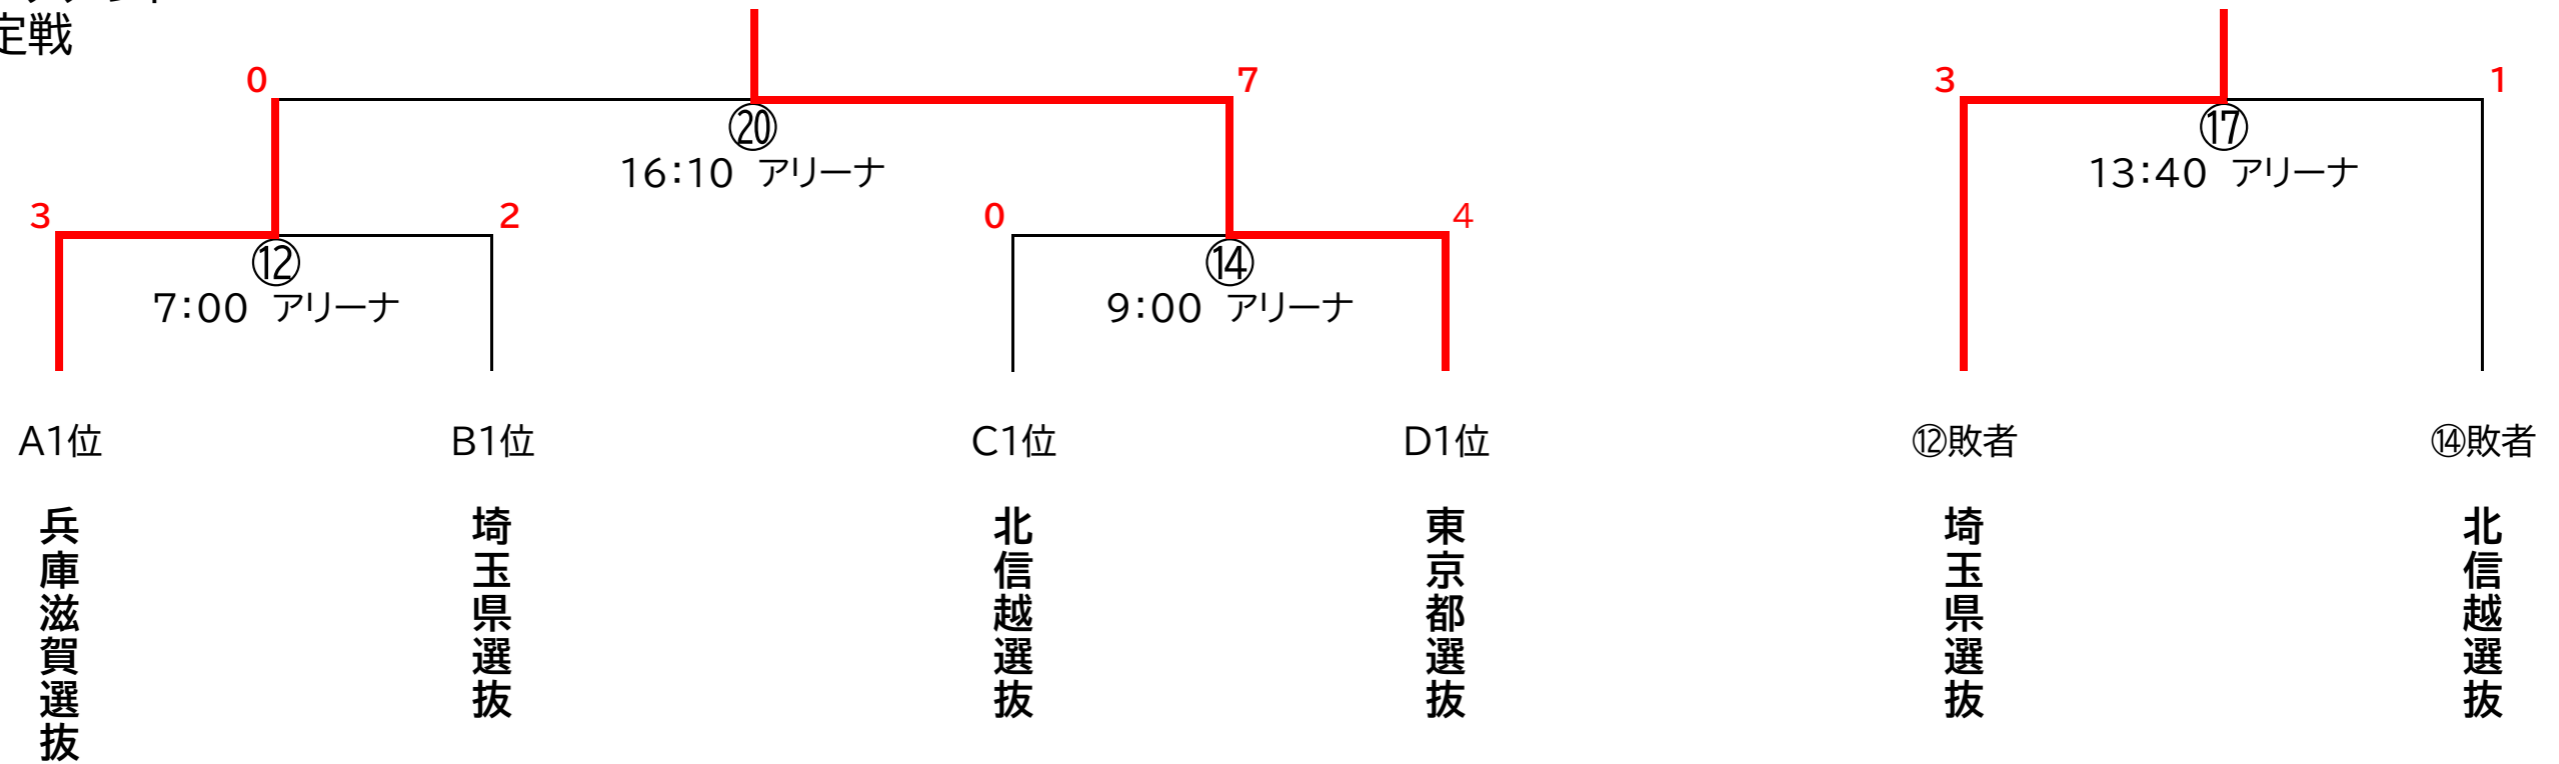 定戦
0
7
3
1
⑳
⑰
16:10 アリーナ
13:40 アリーナ
3
2
0
4
⑫
⑭
7:00 アリーナ
9:00 アリーナ
A1位
B1位
C1位
D1位
⑫敗者
⑭敗者
兵庫滋賀選抜
埼玉県選抜
北信越選抜
東京都選抜
埼玉県選抜
北信越選抜